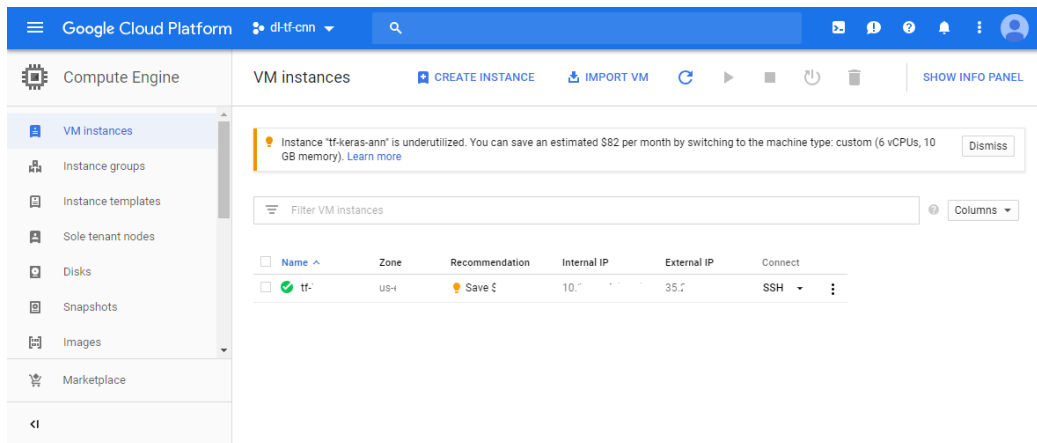 Google Cloud Platform dl-tf-cnn
Compute Engine
VM instances CREATE INSTANCE IMPORT VM SHOW INFO PANEL
VM instances
Instance groups
Instance templates
Sole tenant nodes
Disks
Snapshots
Images
Marketplace
Instance "tf-keras-ann" is underutilized. You can save an estimated $82 per month by switching to the machine type: custom (6 vCPUs, 10
GB memory). Learn more
Dismiss
Filter VM instances
Columns
Name Zone Recommendation Internal IP External IP Connect
tf- Save $ 10. 35. SSH